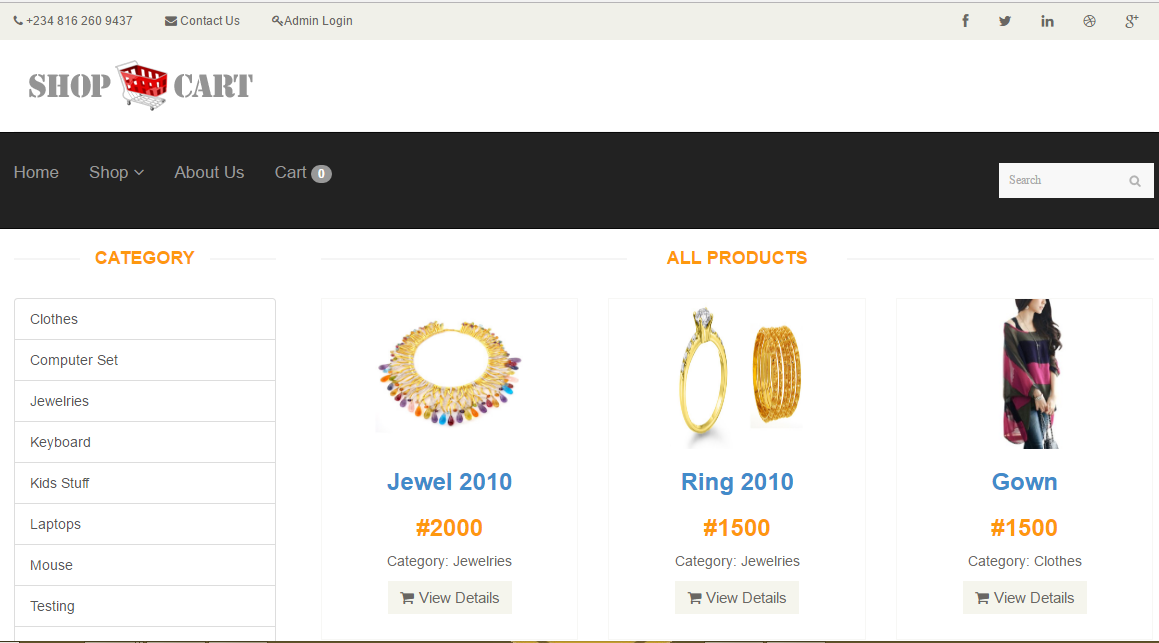 +234 816 260 9437 Contact Us Admin Login
SHOP CART
Home Shop About Us Cart 0 Search
CATEGORY
Clothes
Computer Set
Jewelries
Keyboard
Kids Stuff
Laptops
Mouse
Testing
ALL PRODUCTS
Jewel 2010
#2000
Category: Jewelries
View Details
Ring 2010
#1500
Category: Jewelries
View Details
Gown
#1500
Category: Clothes
View Details